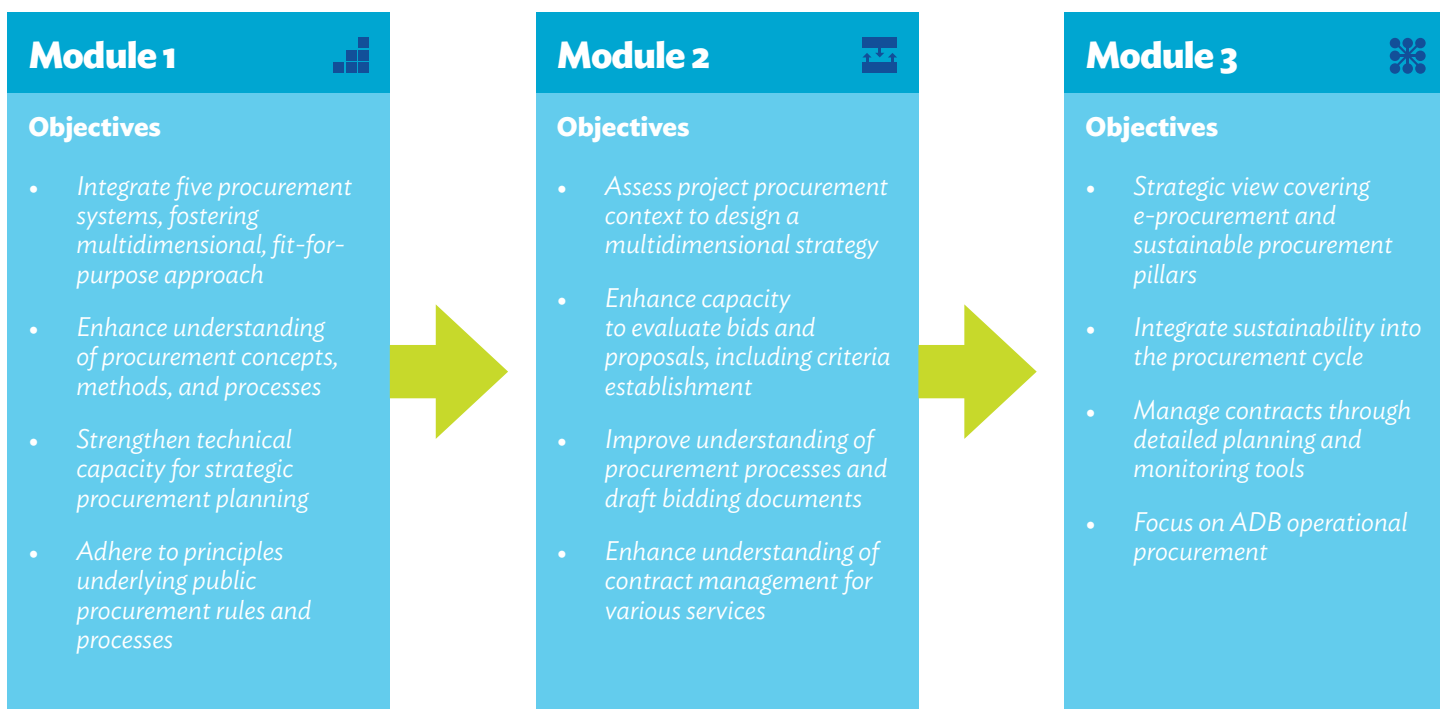 Module 1
Objectives
• Integrate five procurement
systems, fostering
multidimensional, fit-for-
purpose approach
• Enhance understanding
of procurement concepts,
methods, and processes
• Strengthen technical
capacity for strategic
procurement planning
• Adhere to principles
underlying public
procurement rules and
processes
Module 2
Objectives
• Assess project procurement
context to design a
multidimensional strategy
• Enhance capacity
to evaluate bids and
proposals, including criteria
establishment
• Improve understanding of
procurement processes and
draft bidding documents
• Enhance understanding of
contract management for
various services
Module 3
Objectives
• Strategic view covering
e-procurement and
sustainable procurement
pillars
• Integrate sustainability into
the procurement cycle
• Manage contracts through
detailed planning and
monitoring tools
• Focus on ADB operational
procurement